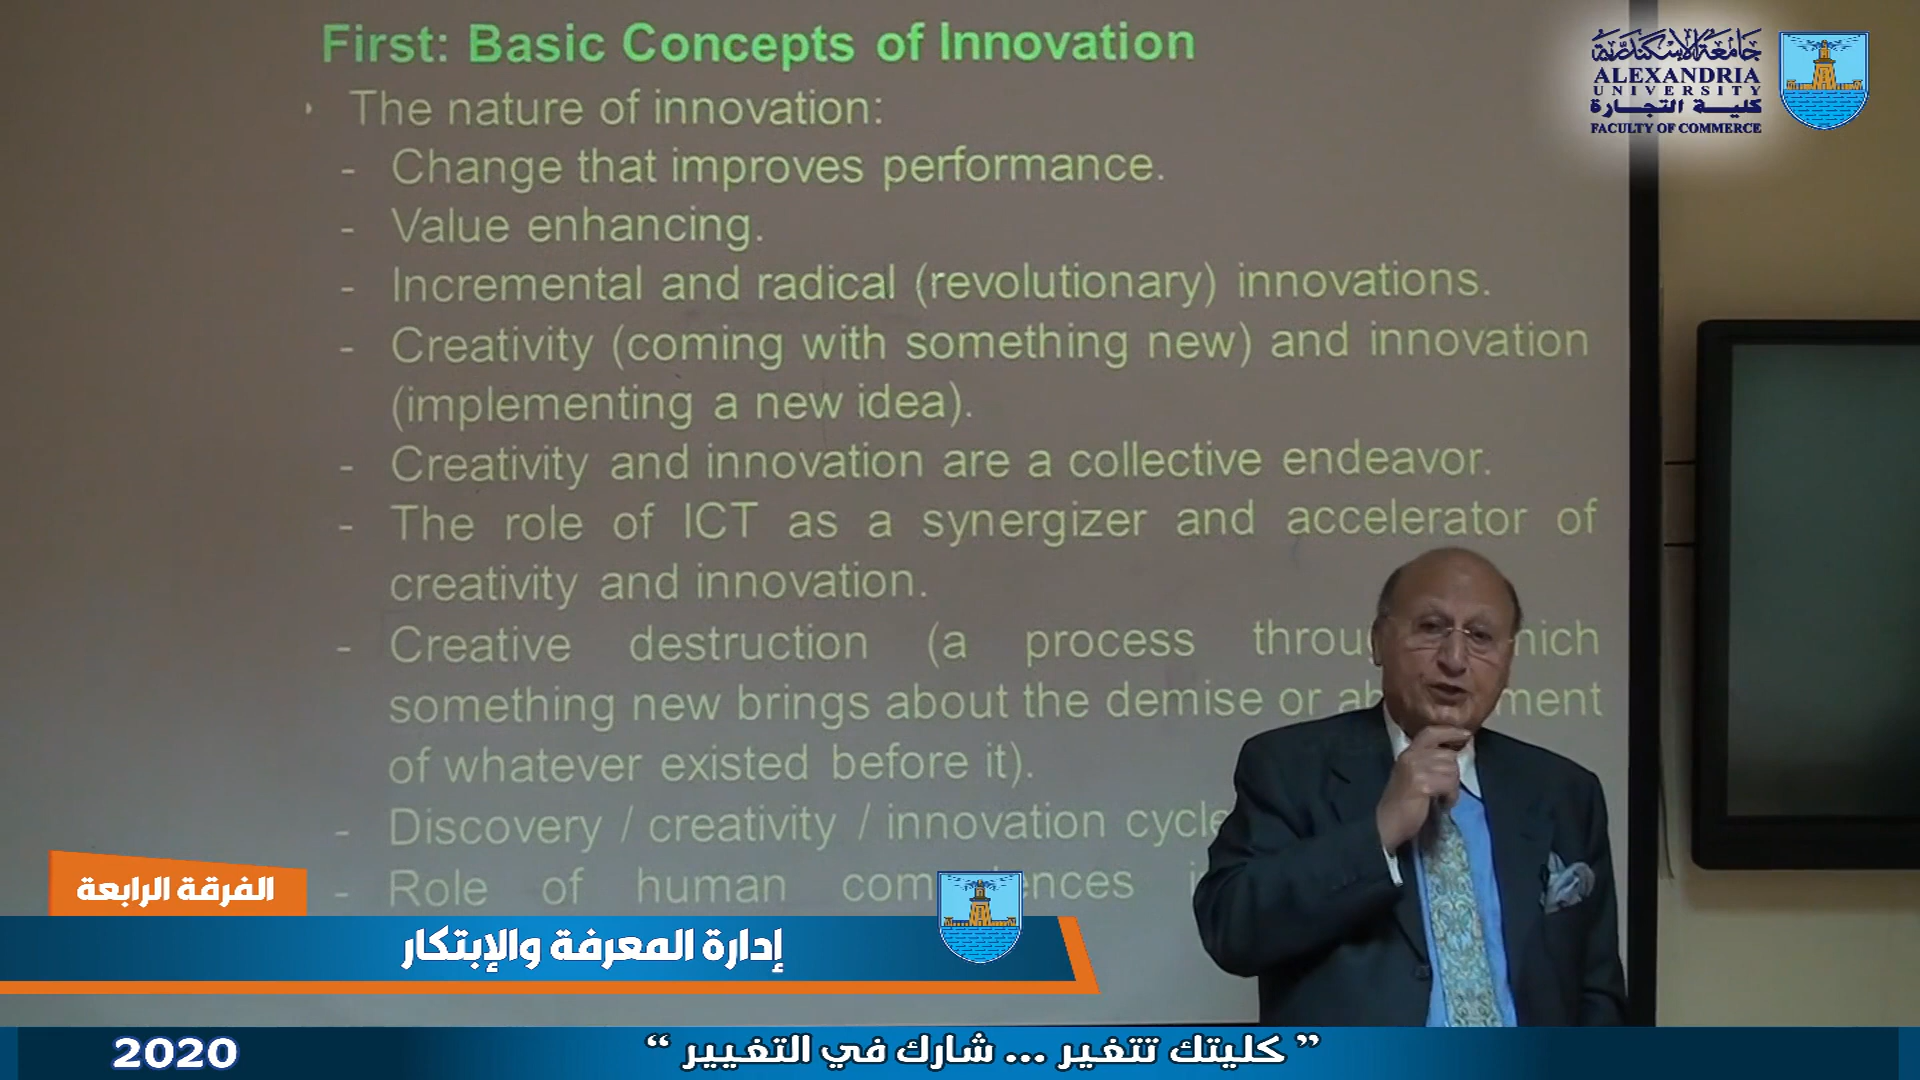 First: Basic Concepts of Innovation
The nature of innovation:
- Change that improves performance.
- Value enhancing.
- Incremental and radical (revolutionary) innovations.
- Creativity (coming with something new) and innovation
(implementing a new idea).
- Creativity and innovation are a collective endeavor.
- The role of ICT as a synergizer and accelerator of
creativity and innovation.
- Creative destruction (a process
something new brings about the demise or
of whatever existed before it).
- Discovery / creativity / innovation
- Role of human
جامعة الإسكندرية
ALEXANDRIA
UNIVERSITY
كلية التجارة
FACULTY OF COMMERCE
الفرقة الرابعة
إدارة المعرفة والإبتكار
2020
" كليتك تتغير ... شارك في التغيير "